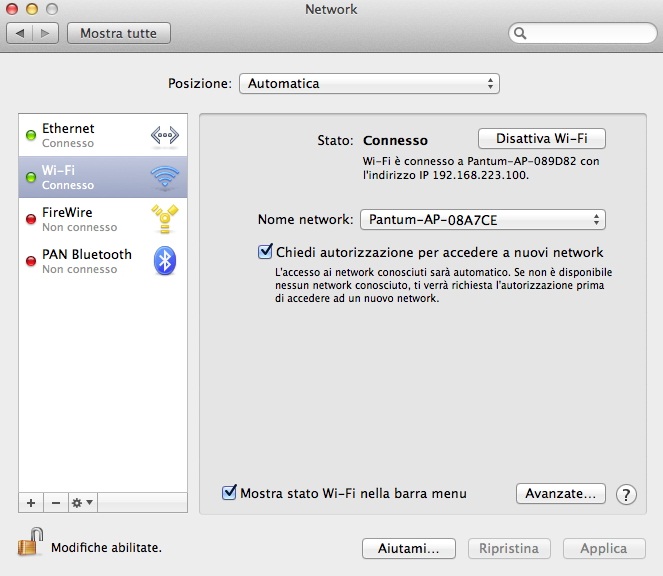 Network
Mostra tutte
Posizione: Automatica
Ethernet
Connesso
Wi-Fi
Connesso
FireWire
Non connesso
PAN Bluetooth
Non connesso
Stato: Connesso Disattiva Wi-Fi
Wi-Fi è connesso a Pantum-AP-089D82 con
l'indirizzo IP 192.168.223.100.
Nome network: Pantum-AP-08A7CE
Chiedi autorizzazione per accedere a nuovi network
L'accesso ai network conosciuti sarà automatico. Se non è disponibile
nessun network conosciuto, ti verrà richiesta l'autorizzazione prima
di accedere ad un nuovo network.
Mostra stato Wi-Fi nella barra menu Avanzate... ?
Modifiche abilitate. Aiutami... Ripristina Applica